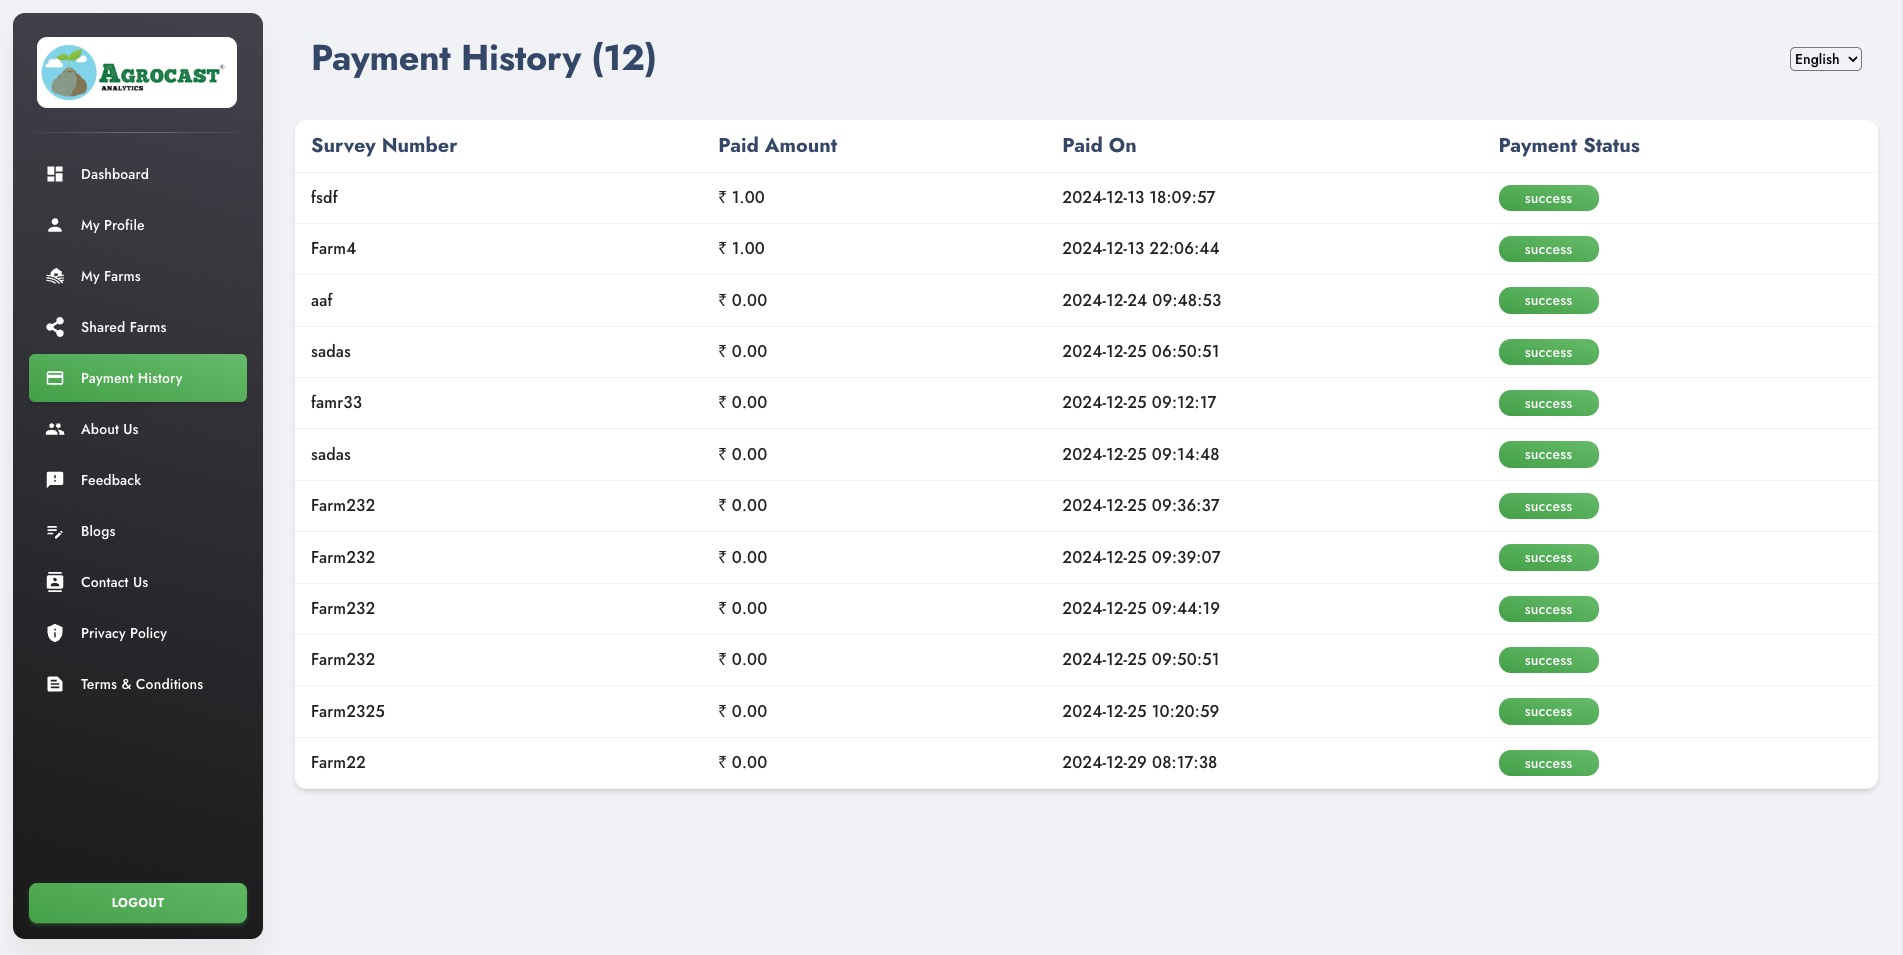 AGROCAST®
ANALYTICS
Dashboard
My Profile
My Farms
Shared Farms
Payment History
About Us
Feedback
Blogs
Contact Us
Privacy Policy
Terms & Conditions
LOGOUT
Payment History (12)
English
Survey Number Paid Amount Paid On Payment Status
fsdf ₹ 1.00 2024-12-13 18:09:57 success
Farm4 ₹ 1.00 2024-12-13 22:06:44 success
aaf ₹ 0.00 2024-12-24 09:48:53 success
sadas ₹ 0.00 2024-12-25 06:50:51 success
famr33 ₹ 0.00 2024-12-25 09:12:17 success
sadas ₹ 0.00 2024-12-25 09:14:48 success
Farm232 ₹ 0.00 2024-12-25 09:36:37 success
Farm232 ₹ 0.00 2024-12-25 09:39:07 success
Farm232 ₹ 0.00 2024-12-25 09:44:19 success
Farm232 ₹ 0.00 2024-12-25 09:50:51 success
Farm2325 ₹ 0.00 2024-12-25 10:20:59 success
Farm22 ₹ 0.00 2024-12-29 08:17:38 success